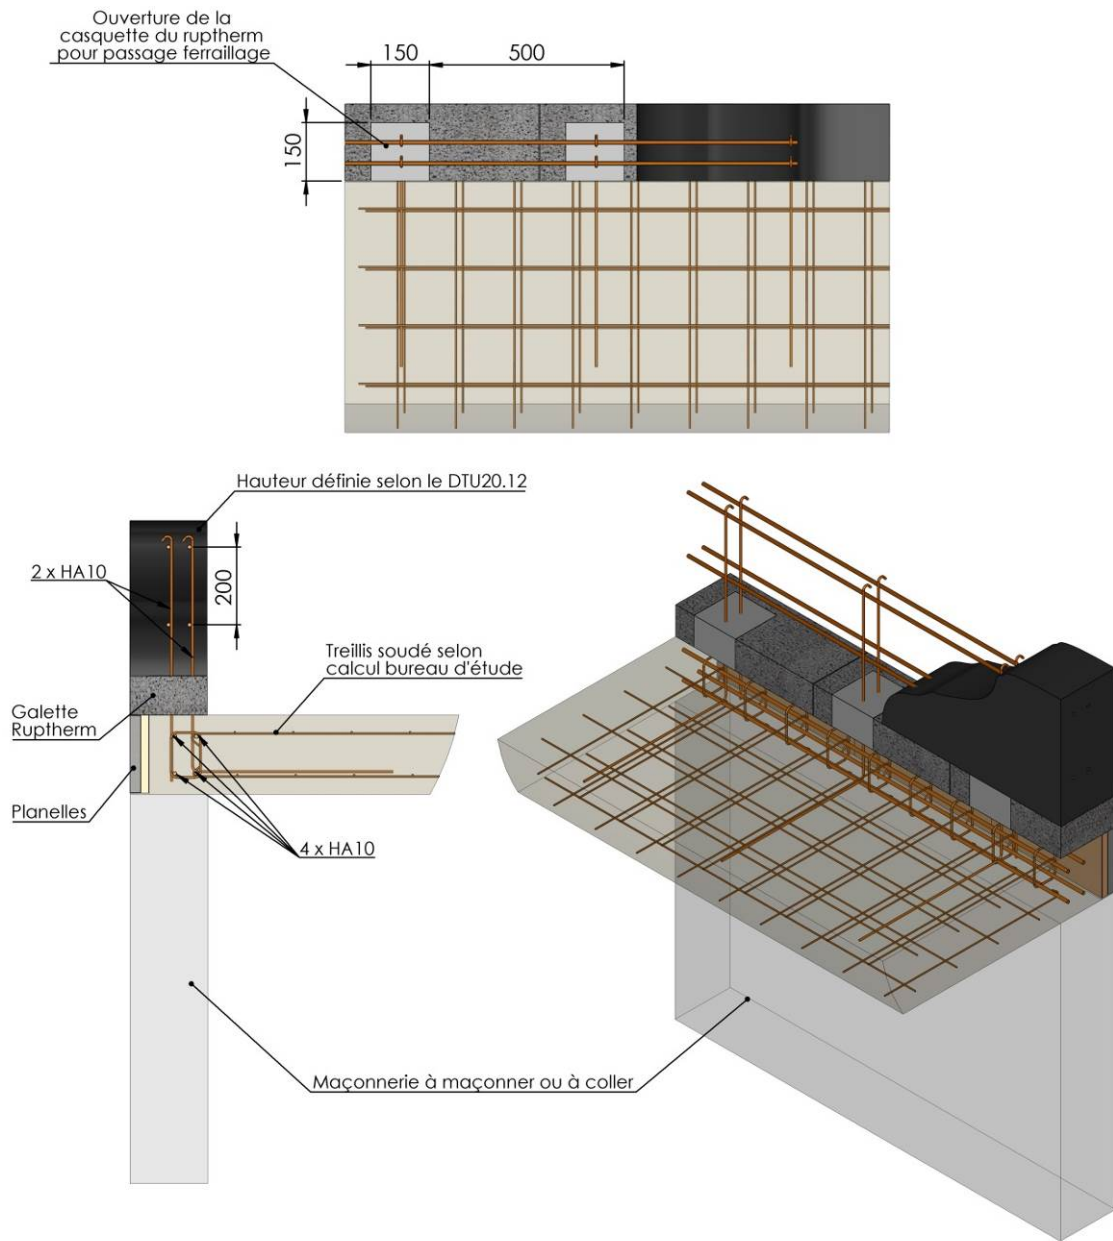 Ouverture de la
casquette du ruptherm
pour passage ferraillage
150
500
150
Hauteur définie selon le DTU20.12
2 x HA10
200
Treillis soudé selon
calcul bureau d'étude
Galette
Ruptherm
Planelles
4 x HA10
Maçonnerie à maçonner ou à coller